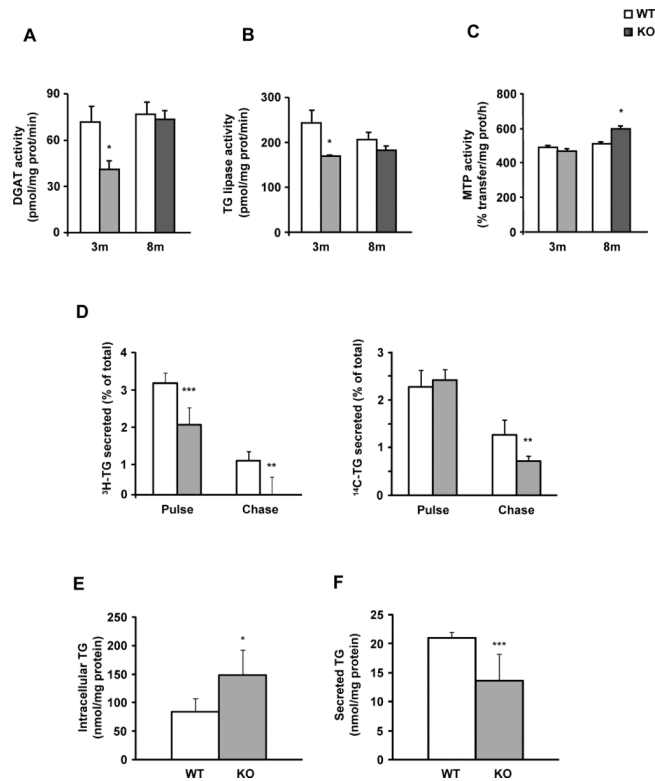 WT
KO
A
B
C
DGAT activity
(pmol/mg prot/min)
90
60
30
0
*
3m
8m
TG lipase activity
(pmol/mg prot/min)
300
200
100
0
*
3m
8m
MTP activity
(% transfer/mg prot/h)
800
600
400
200
0
*
3m
8m
D
³H-TG secreted (% of total)
4
3
2
1
0
***
**
Pulse
Chase
¹⁴C-TG secreted (% of total)
3
2
1
0
**
Pulse
Chase
E
F
Intracellular TG
(nmol/mg protein)
250
200
150
100
50
0
*
WT
KO
Secreted TG
(nmol/mg protein)
25
20
15
10
5
0
***
WT
KO